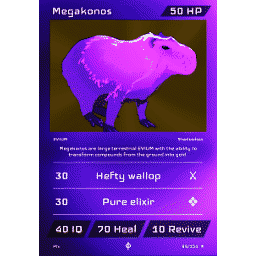 Megakonos
50 HP
Megakonos are large terrestrial EVIUM with the ability to
transform compounds from the ground into gold
30 Hefty wallop
30 Pure elixir
40 IQ 70 Heal 10 Revive